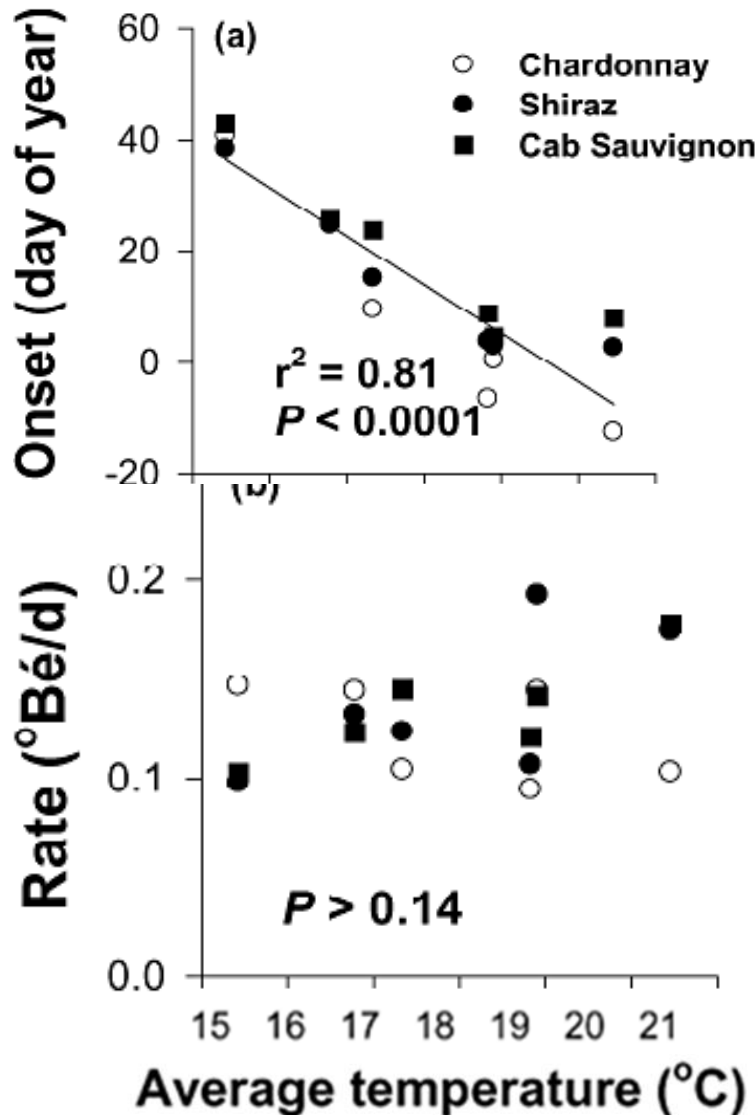 (a)
Chardonnay
Shiraz
Cab Sauvignon
Onset (day of year)
60
40
20
0
-20
r² = 0.81
P < 0.0001
(b)
Rate (°Bé/d)
0.2
0.1
0.0
P > 0.14
15 16 17 18 19 20 21
Average temperature (°C)